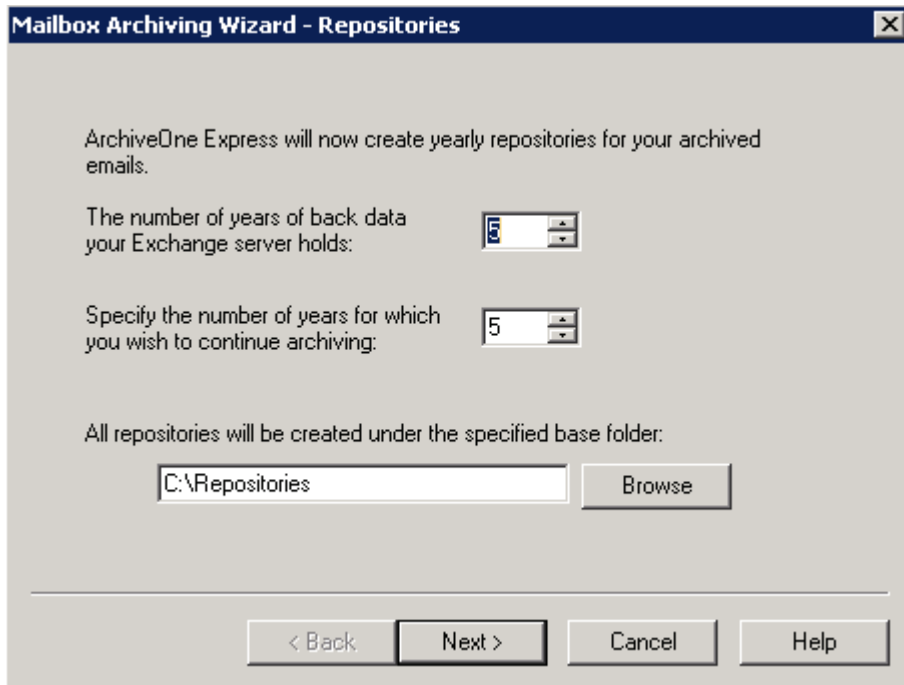 Mailbox Archiving Wizard - Repositories
ArchiveOne Express will now create yearly repositories for your archived
emails.
The number of years of back data
your Exchange server holds:
5
Specify the number of years for which
you wish to continue archiving:
5
All repositories will be created under the specified base folder:
C:\Repositories
Browse
< Back
Next >
Cancel
Help